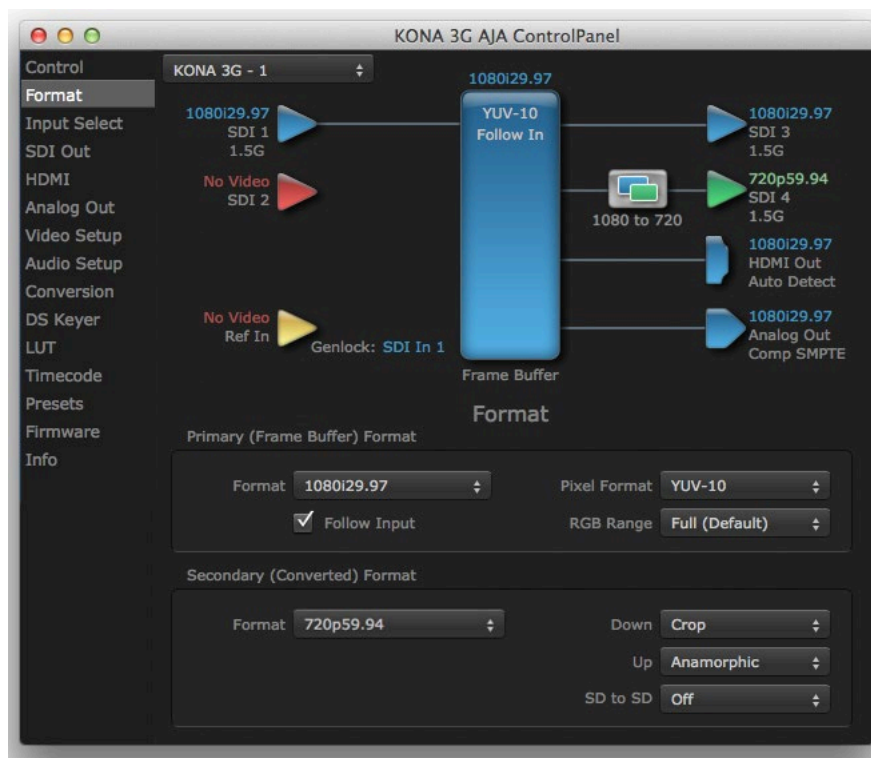 KONA 3G AJA ControlPanel
Control
Format
Input Select
SDI Out
HDMI
Analog Out
Video Setup
Audio Setup
Conversion
DS Keyer
LUT
Timecode
Presets
Firmware
Info
KONA 3G - 1
1080i29.97
SDI 1
1.5G
No Video
SDI 2
No Video
Ref In
Genlock: SDI In 1
1080i29.97
YUV-10
Follow In
Frame Buffer
1080 to 720
1080i29.97
SDI 3
1.5G
720p59.94
SDI 4
1.5G
1080i29.97
HDMI Out
Auto Detect
1080i29.97
Analog Out
Comp SMPTE
Format
Primary (Frame Buffer) Format
Format 1080i29.97
Pixel Format YUV-10
Follow Input
RGB Range Full (Default)
Secondary (Converted) Format
Format 720p59.94
Down Crop
Up Anamorphic
SD to SD Off